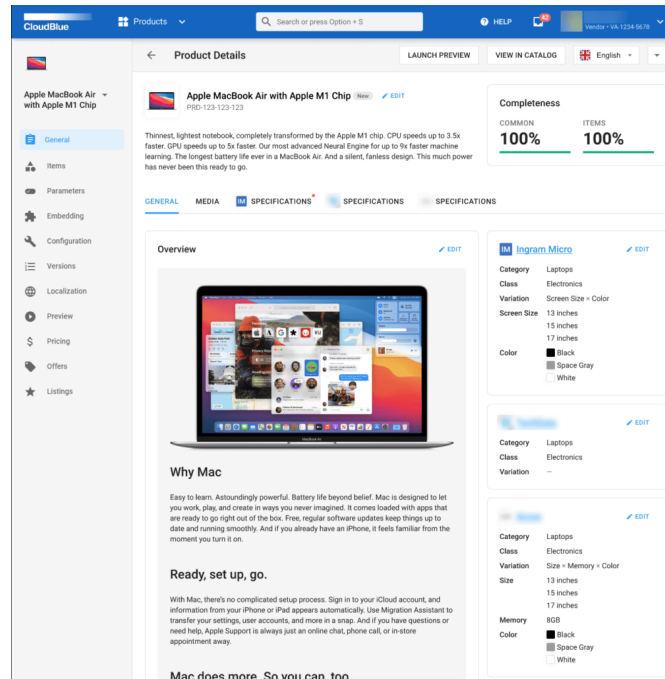 CloudBlue
Products
Search or press Option + S
HELP
42
Vendor • VA-1234-5678
Apple MacBook Air
with Apple M1 Chip
General
Items
Parameters
Embedding
Configuration
Versions
Localization
Preview
Pricing
Offers
Listings
Product Details
LAUNCH PREVIEW
VIEW IN CATALOG
English
Apple MacBook Air with Apple M1 Chip New EDIT
PRD-123-123-123
Thinnest, lightest notebook, completely transformed by the Apple M1 chip. CPU speeds up to 3.5x
faster. GPU speeds up to 5x faster. Our most advanced Neural Engine for up to 9x faster machine
learning. The longest battery life ever in a MacBook Air. And a silent, fanless design. This much power
has never been this ready to go.
Completeness
COMMON ITEMS
100% 100%
GENERAL MEDIA IM SPECIFICATIONS* SPECIFICATIONS SPECIFICATIONS
Overview EDIT
MacBook Air
Why Mac
Easy to learn. Astoundingly powerful. Battery life beyond belief. Mac is designed to let
you work, play, and create in ways you never imagined. It comes loaded with apps that
are ready to go right out of the box. Free, regular software updates keep things up to
date and running smoothly. And if you already have an iPhone, it feels familiar from the
moment you turn it on.
Ready, set up, go.
With Mac, there's no complicated setup process. Sign in to your iCloud account, and
information from your iPhone or iPad appears automatically. Use Migration Assistant to
transfer your settings, user accounts, and more in a snap. And if you have questions or
need help, Apple Support is always just an online chat, phone call, or in-store
appointment away.
Mac does more. So you can, too.
IM Ingram Micro EDIT
Category Laptops
Class Electronics
Variation Screen Size × Color
Screen Size 13 inches
15 inches
17 inches
Color Black
Space Gray
White
EDIT
Category Laptops
Class Electronics
Variation –
EDIT
Category Laptops
Class Electronics
Variation Size × Memory × Color
Size 13 inches
15 inches
17 inches
Memory 8GB
Color Black
Space Gray
White